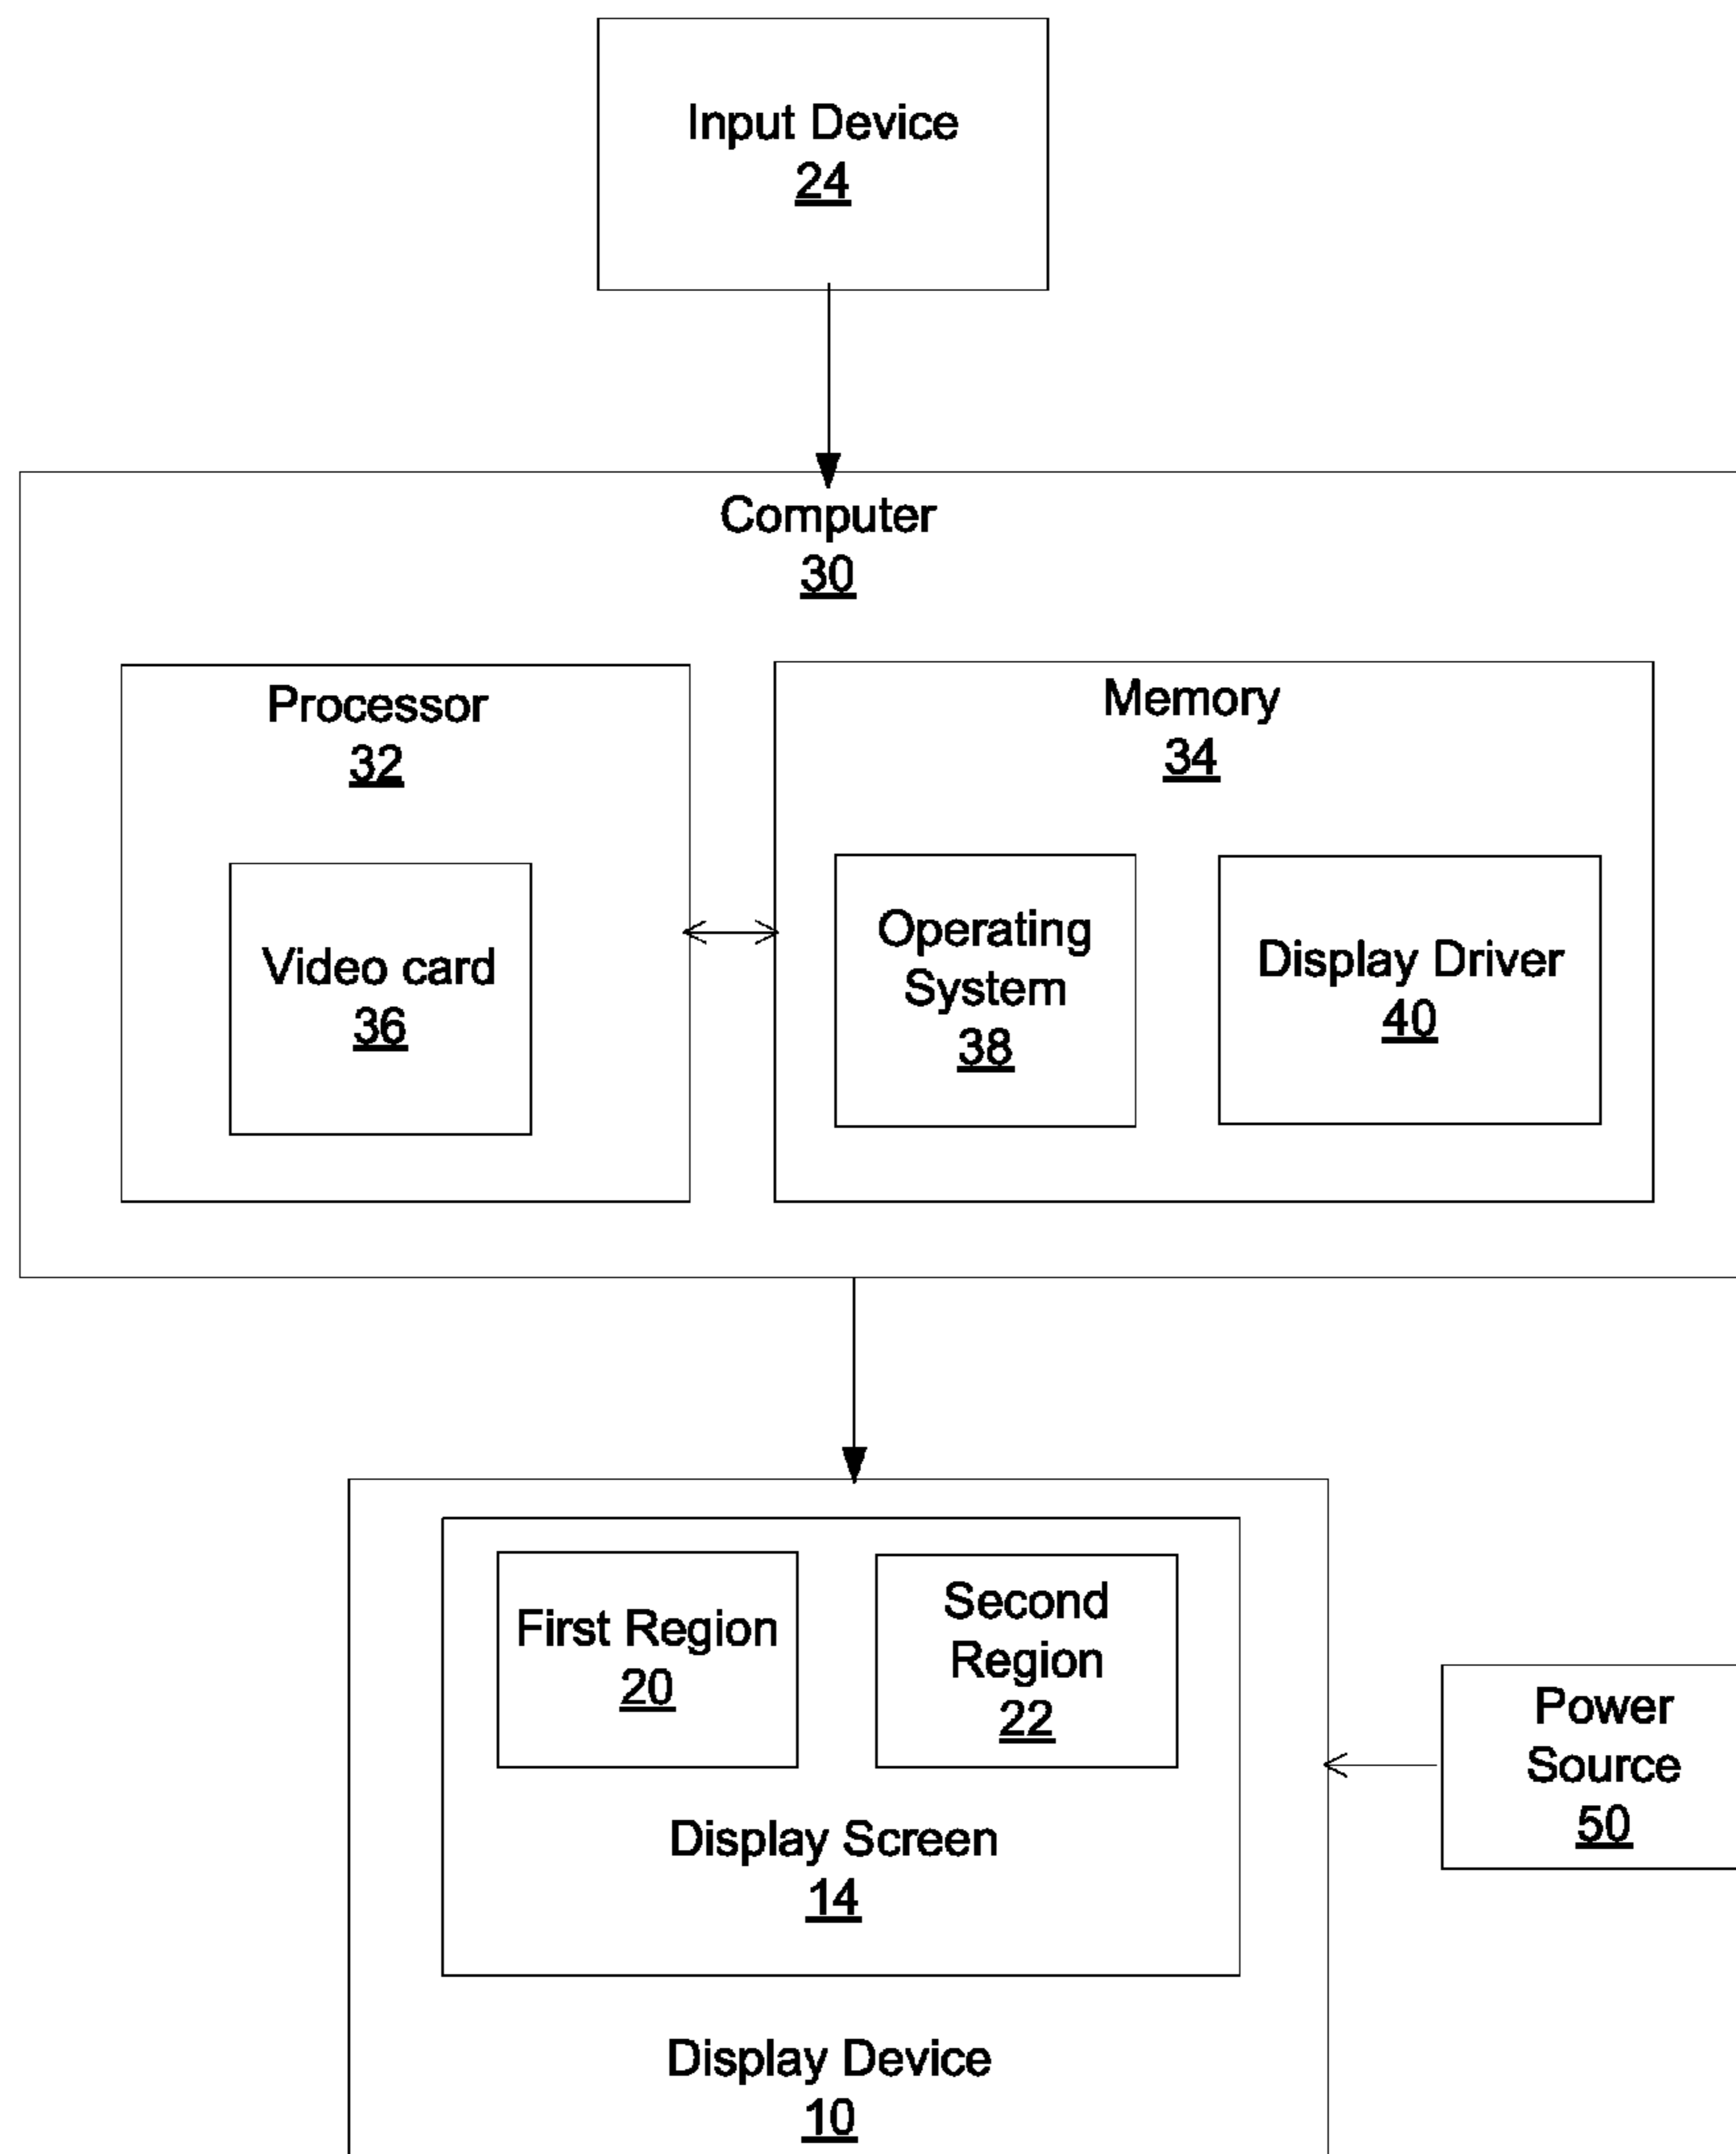 Input Device
24
Computer
30
Processor
32
Memory
34
Video card
36
Operating
System
38
Display Driver
40
First Region
20
Second
Region
22
Display Screen
14
Power
Source
50
Display Device
10